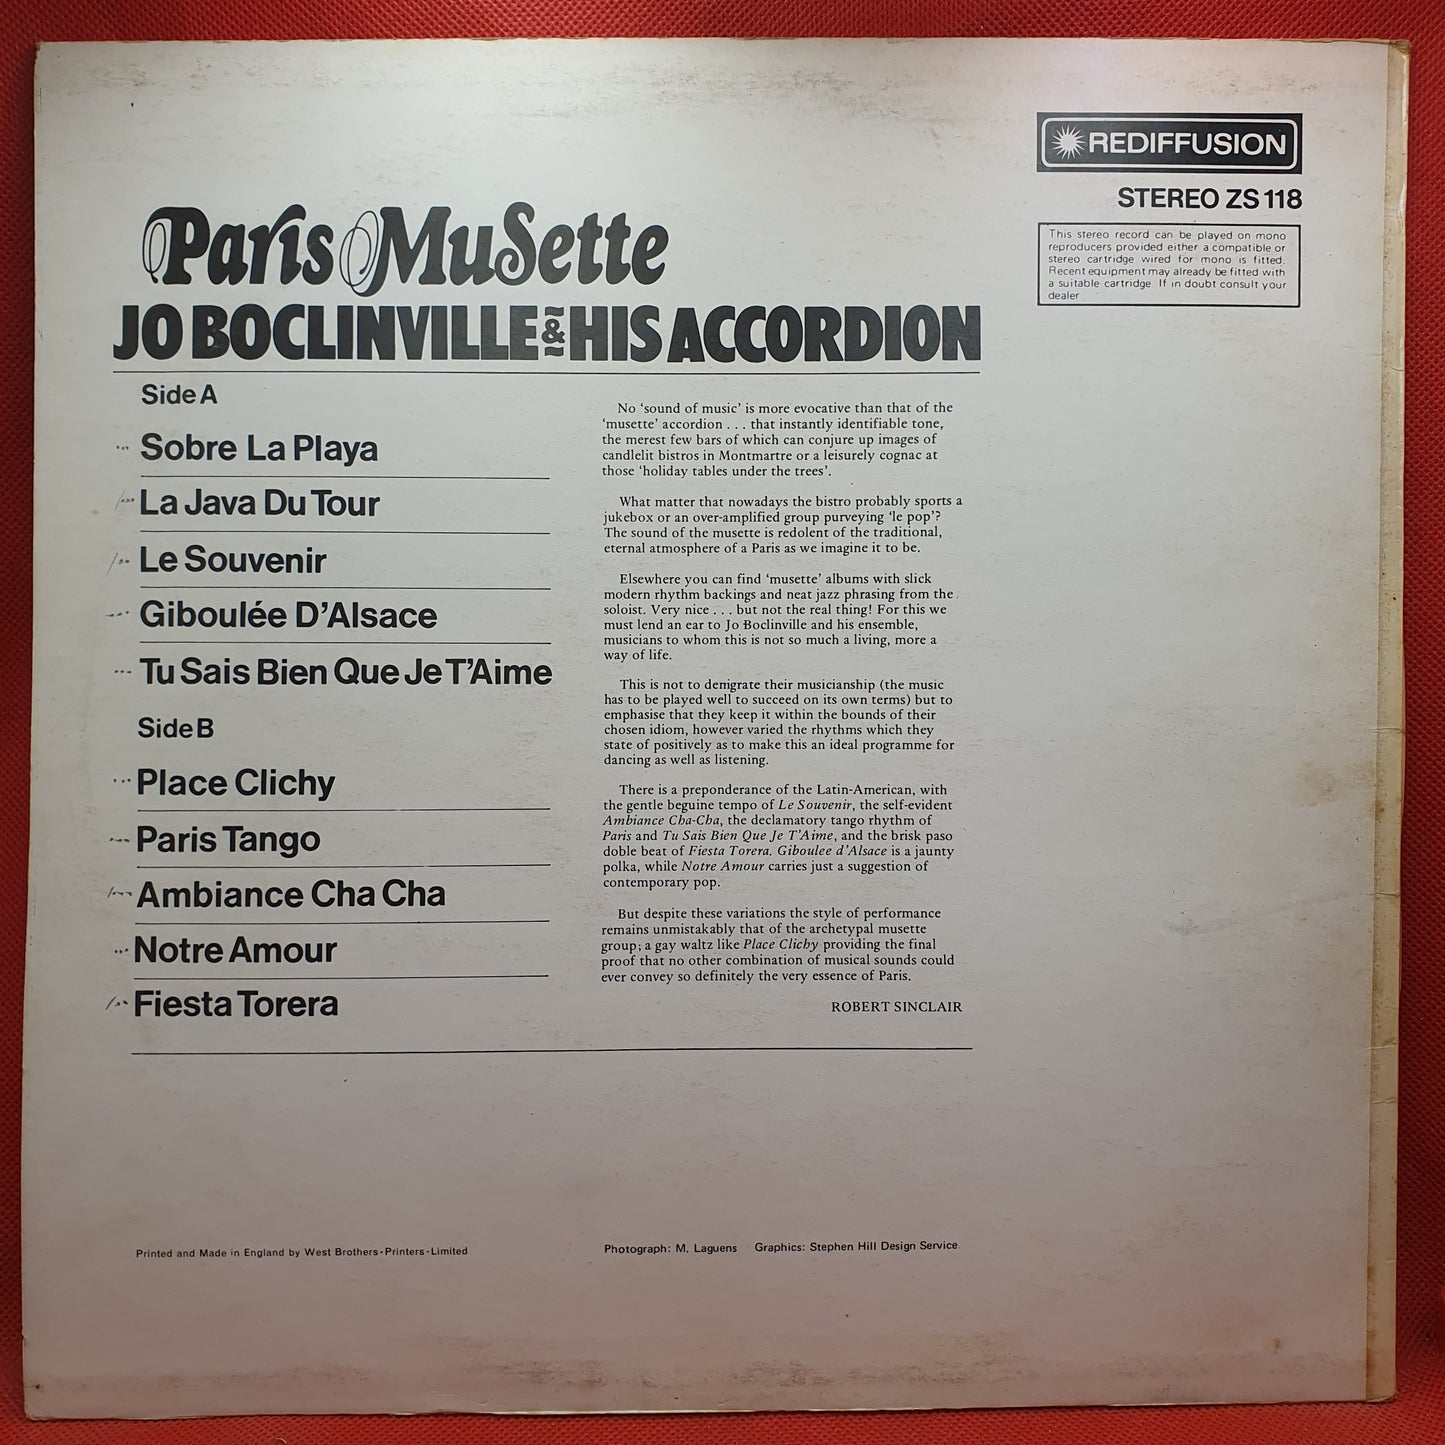 REDIFFUSION
STEREO ZS 118
This stereo record can be played on mono
reproducers provided either a compatible or
stereo cartridge wired for mono is fitted.
Recent equipment may already be fitted with
a suitable cartridge. If in doubt consult your
dealer
Paris MuSette
JO BOCLINVILLE & HIS ACCORDION
Side A
Sobre La Playa
La Java Du Tour
Le Souvenir
Giboulée D'Alsace
Tu Sais Bien Que Je T'Aime
Side B
Place Clichy
Paris Tango
Ambiance Cha Cha
Notre Amour
Fiesta Torera
No 'sound of music' is more evocative than that of the
'musette' accordion . . . that instantly identifiable tone,
the merest few bars of which can conjure up images of
candlelit bistros in Montmartre or a leisurely cognac at
those 'holiday tables under the trees'.
What matter that nowadays the bistro probably sports a
jukebox or an over-amplified group purveying 'le pop'?
The sound of the musette is redolent of the traditional,
eternal atmosphere of a Paris as we imagine it to be.
Elsewhere you can find 'musette' albums with slick
modern rhythm backings and neat jazz phrasing from the
soloist. Very nice . . . but not the real thing! For this we
must lend an ear to Jo Boclinville and his ensemble,
musicians to whom this is not so much a living, more a
way of life.
This is not to denigrate their musicianship (the music
has to be played well to succeed on its own terms) but to
emphasise that they keep it within the bounds of their
chosen idiom, however varied the rhythms which they
state of positively as to make this an ideal programme for
dancing as well as listening.
There is a preponderance of the Latin-American, with
the gentle beguine tempo of Le Souvenir, the self-evident
Ambiance Cha-Cha, the declamatory tango rhythm of
Paris and Tu Sais Bien Que Je T'Aime, and the brisk paso
doble beat of Fiesta Torera. Giboulee d'Alsace is a jaunty
polka, while Notre Amour carries just a suggestion of
contemporary pop.
But despite these variations the style of performance
remains unmistakably that of the archetypal musette
group; a gay waltz like Place Clichy providing the final
proof that no other combination of musical sounds could
ever convey so definitely the very essence of Paris.
ROBERT SINCLAIR
Printed and Made in England by West Brothers · Printers · Limited
Photograph: M. Laguens Graphics: Stephen Hill Design Service